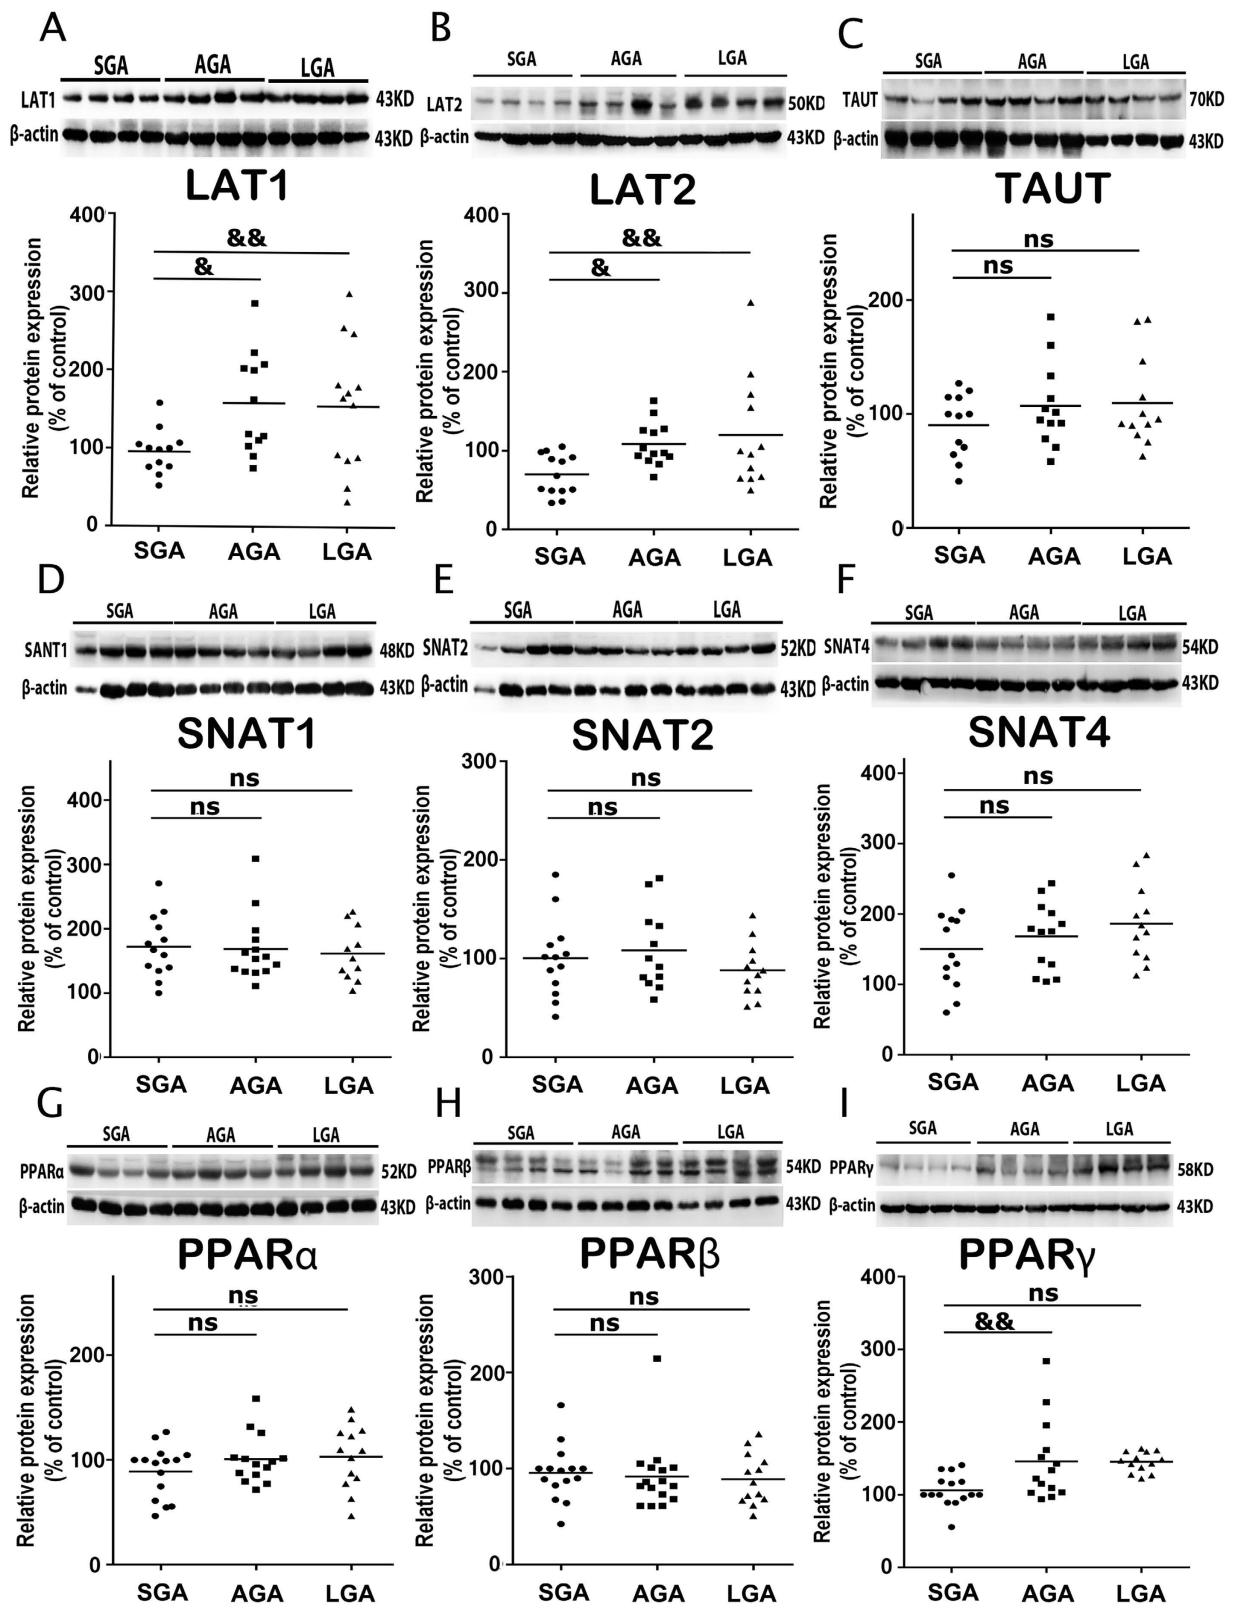 A
SGA AGA LGA
LAT1 43KD
β-actin 43KD
LAT1
Relative protein expression
(% of control)
400
300
200
100
0
&&
&
SGA AGA LGA
B
SGA AGA LGA
LAT2 50KD
β-actin 43KD
LAT2
Relative protein expression
(% of control)
400
300
200
100
0
&&
&
SGA AGA LGA
C
SGA AGA LGA
TAUT 70KD
β-actin 43KD
TAUT
Relative protein expression
(% of control)
200
100
0
ns
ns
SGA AGA LGA
D
SGA AGA LGA
SANT1 48KD
β-actin 43KD
SNAT1
Relative protein expression
(% of control)
400
300
200
100
0
ns
ns
SGA AGA LGA
E
SGA AGA LGA
SNAT2 52KD
β-actin 43KD
SNAT2
Relative protein expression
(% of control)
300
200
100
0
ns
ns
SGA AGA LGA
F
SGA AGA LGA
SNAT4 54KD
β-actin 43KD
SNAT4
Relative protein expression
(% of control)
400
300
200
100
0
ns
ns
SGA AGA LGA
G
SGA AGA LGA
PPARα 52KD
β-actin 43KD
PPARα
Relative protein expression
(% of control)
200
100
0
ns
ns
SGA AGA LGA
H
SGA AGA LGA
PPARβ 54KD
β-actin 43KD
PPARβ
Relative protein expression
(% of control)
300
200
100
0
ns
ns
SGA AGA LGA
I
SGA AGA LGA
PPARγ 58KD
β-actin 43KD
PPARγ
Relative protein expression
(% of control)
400
300
200
100
0
ns
&&
SGA AGA LGA